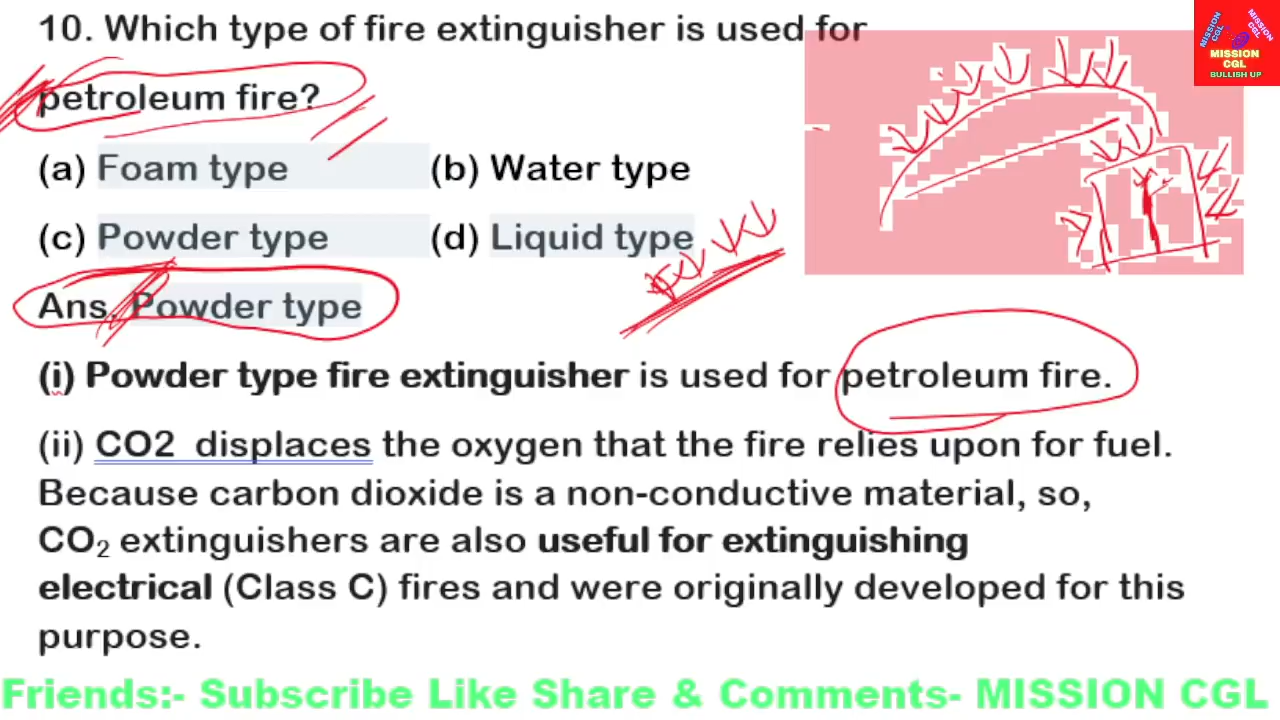 10. Which type of fire extinguisher is used for
petroleum fire?
(a) Foam type (b) Water type
(c) Powder type (d) Liquid type
Ans. Powder type
(i) Powder type fire extinguisher is used for petroleum fire.
(ii) CO2 displaces the oxygen that the fire relies upon for fuel.
Because carbon dioxide is a non-conductive material, so,
CO₂ extinguishers are also useful for extinguishing
electrical (Class C) fires and were originally developed for this
purpose.
Friends:- Subscribe Like Share & Comments- MISSION CGL
MISSION CGL
MISSION CGL
MISSION
CGL
BULLISH UP